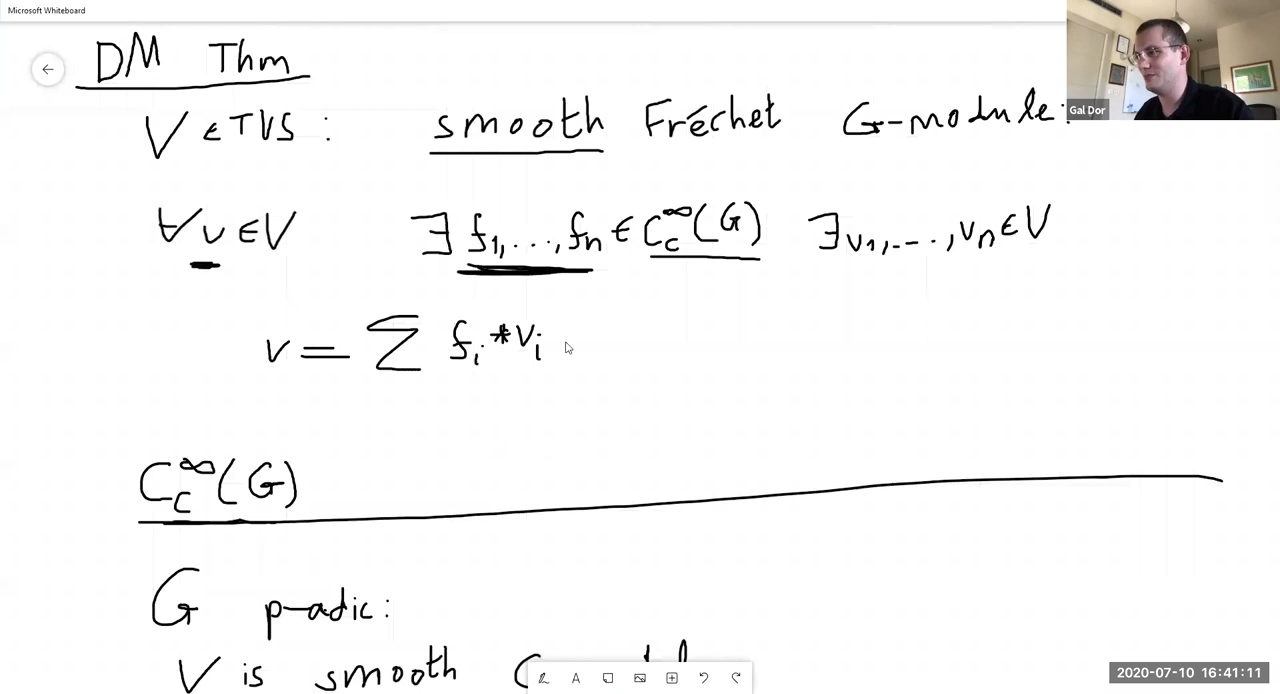 Microsoft Whiteboard
DM Thm
V ∈ TVS : smooth Fréchet G-module:
Gal Dor
∀ v ∈ V ∃ f₁,...,fₙ ∈ C_c^∞(G) ∃ v₁,...,vₙ ∈ V
v = Σ fᵢ * vᵢ
C_c^∞(G)
G p-adic:
V is smooth
2020-07-10 16:41:11